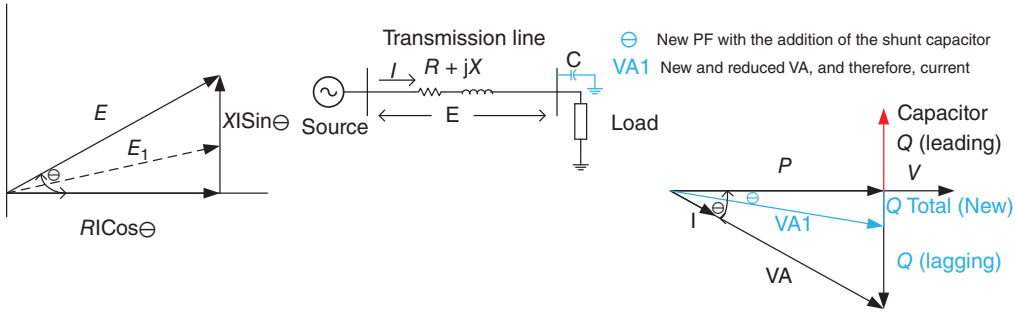 E
XISin⊖
E1
⊖
RICos⊖
Transmission line
I
R + jX
C
Source
E
Load
⊖ New PF with the addition of the shunt capacitor
VA1 New and reduced VA, and therefore, current
Capacitor
Q (leading)
P
V
⊖
⊖
I
VA1
Q Total (New)
VA
Q (lagging)